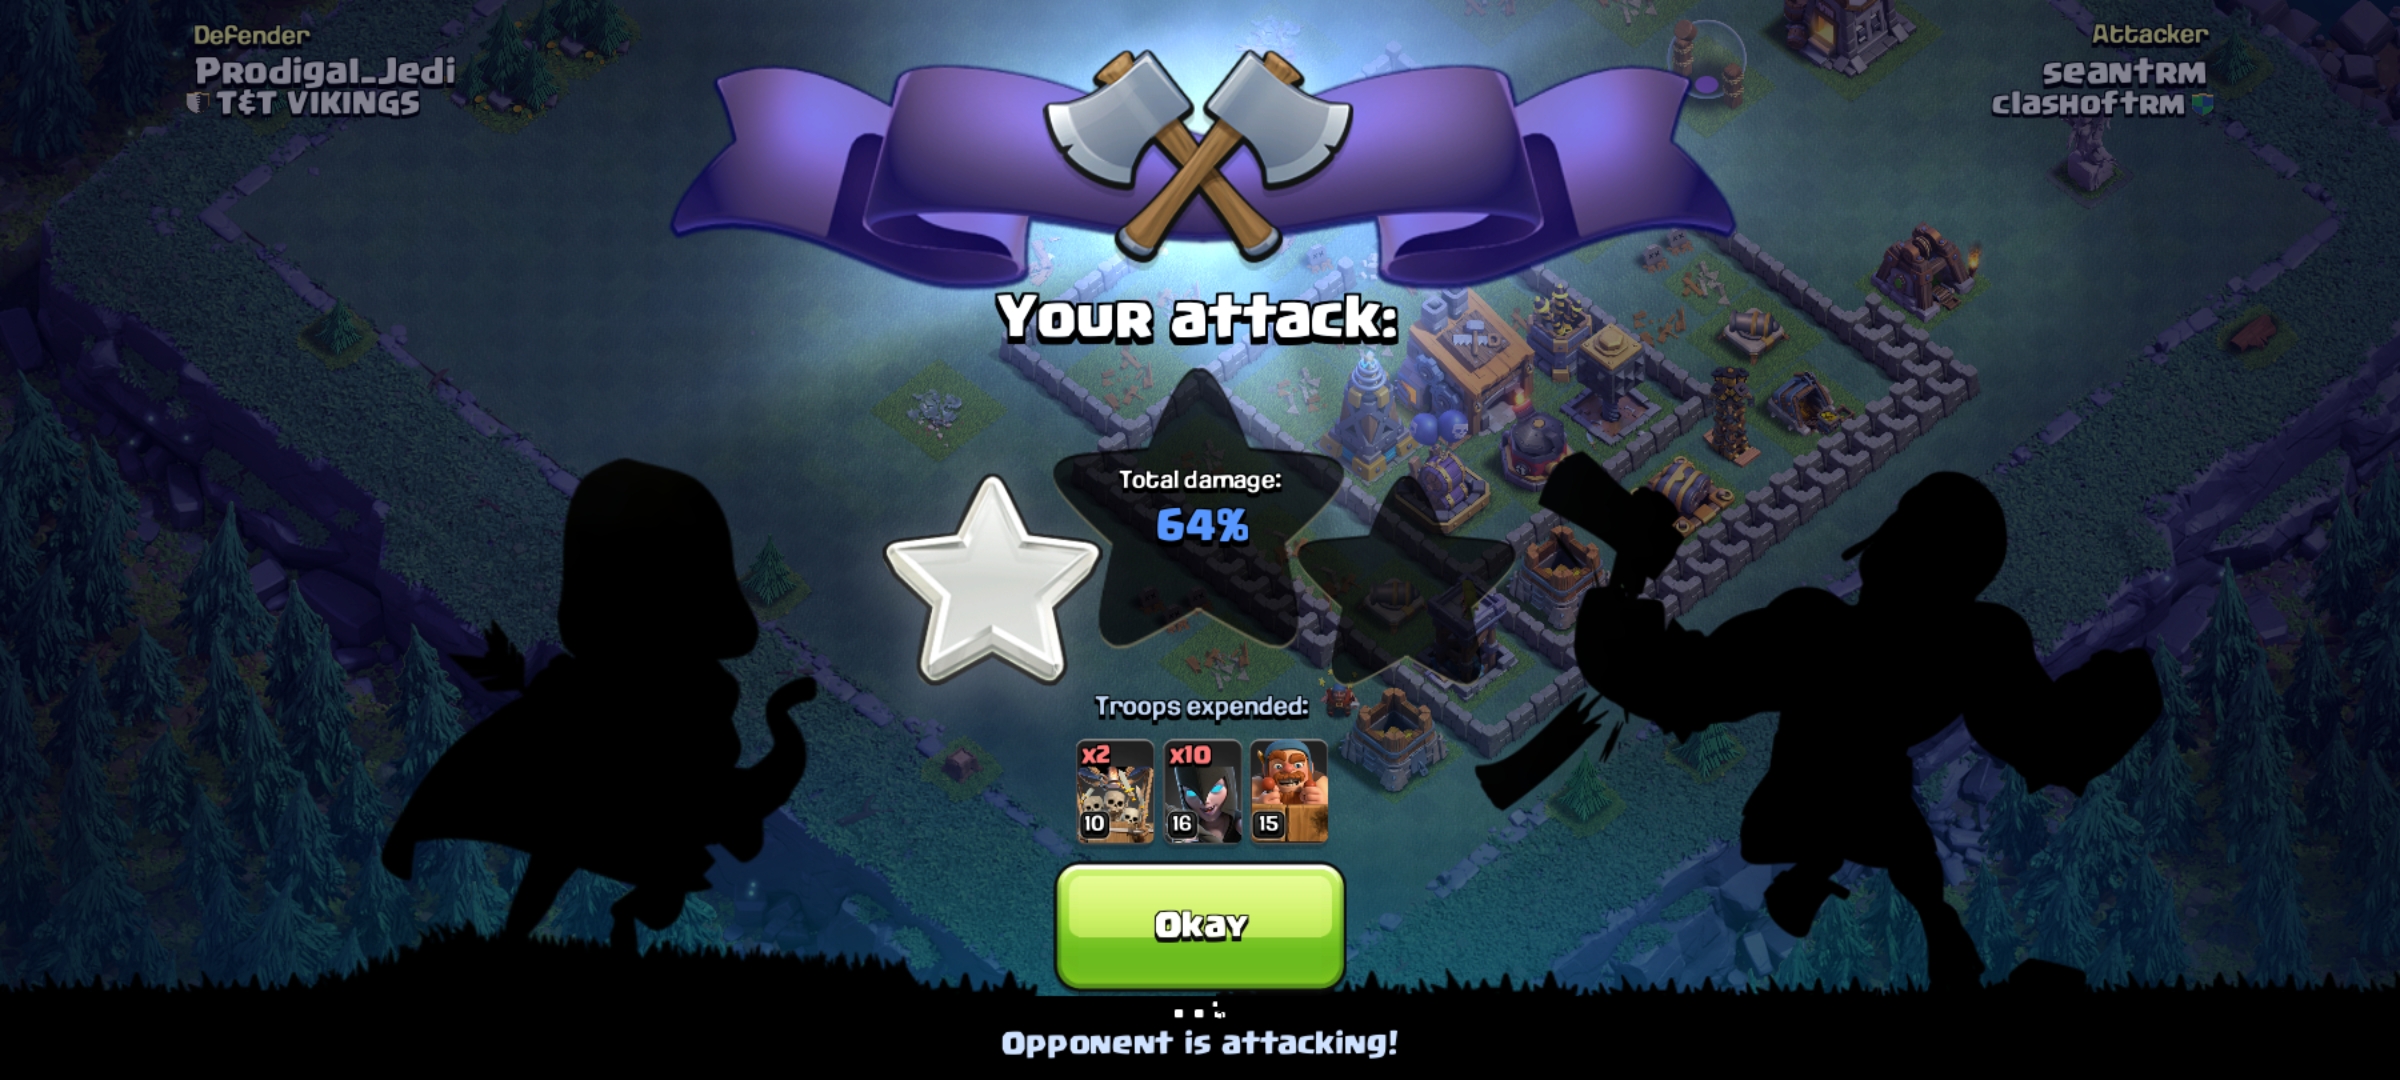 Defender
Prodigal_Jedi
T&T VIKINGS
Attacker
seantrm
clashoftrm
Your attack:
Total damage:
64%
Troops expended:
x2
x10
10
16
15
Okay
Opponent is attacking!